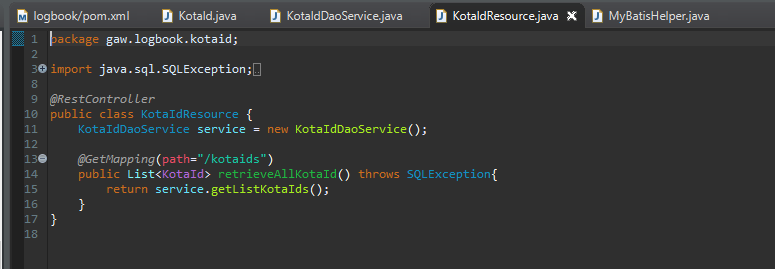 logbook/pom.xml KotaId.java KotaIdDaoService.java KotaIdResource.java MyBatisHelper.java
1 package gaw.logbook.kotaid;
2
3 import java.sql.SQLException;
8
9 @RestController
10 public class KotaIdResource {
11 KotaIdDaoService service = new KotaIdDaoService();
12
13 @GetMapping(path="/kotaids")
14 public List<KotaId> retrieveAllKotaId() throws SQLException{
15 return service.getListKotaIds();
16 }
17 }
18